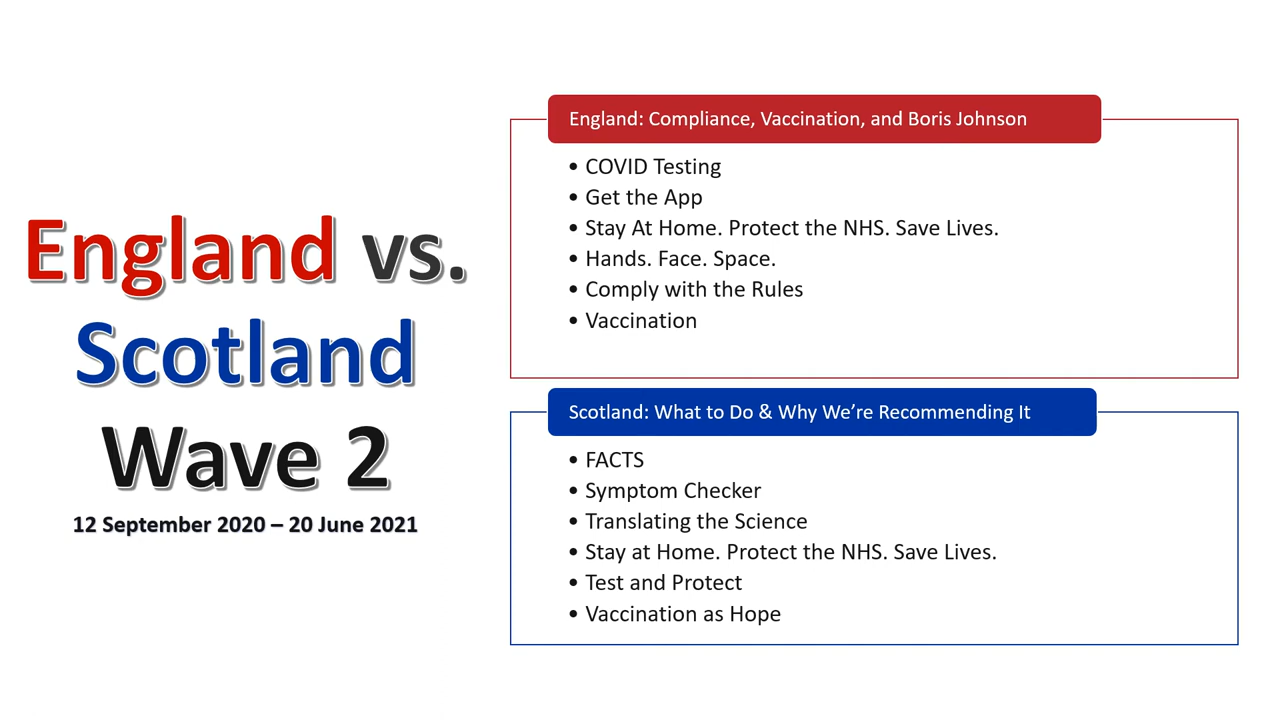 England vs.
Scotland
Wave 2
12 September 2020 – 20 June 2021
England: Compliance, Vaccination, and Boris Johnson
• COVID Testing
• Get the App
• Stay At Home. Protect the NHS. Save Lives.
• Hands. Face. Space.
• Comply with the Rules
• Vaccination
Scotland: What to Do & Why We’re Recommending It
• FACTS
• Symptom Checker
• Translating the Science
• Stay at Home. Protect the NHS. Save Lives.
• Test and Protect
• Vaccination as Hope